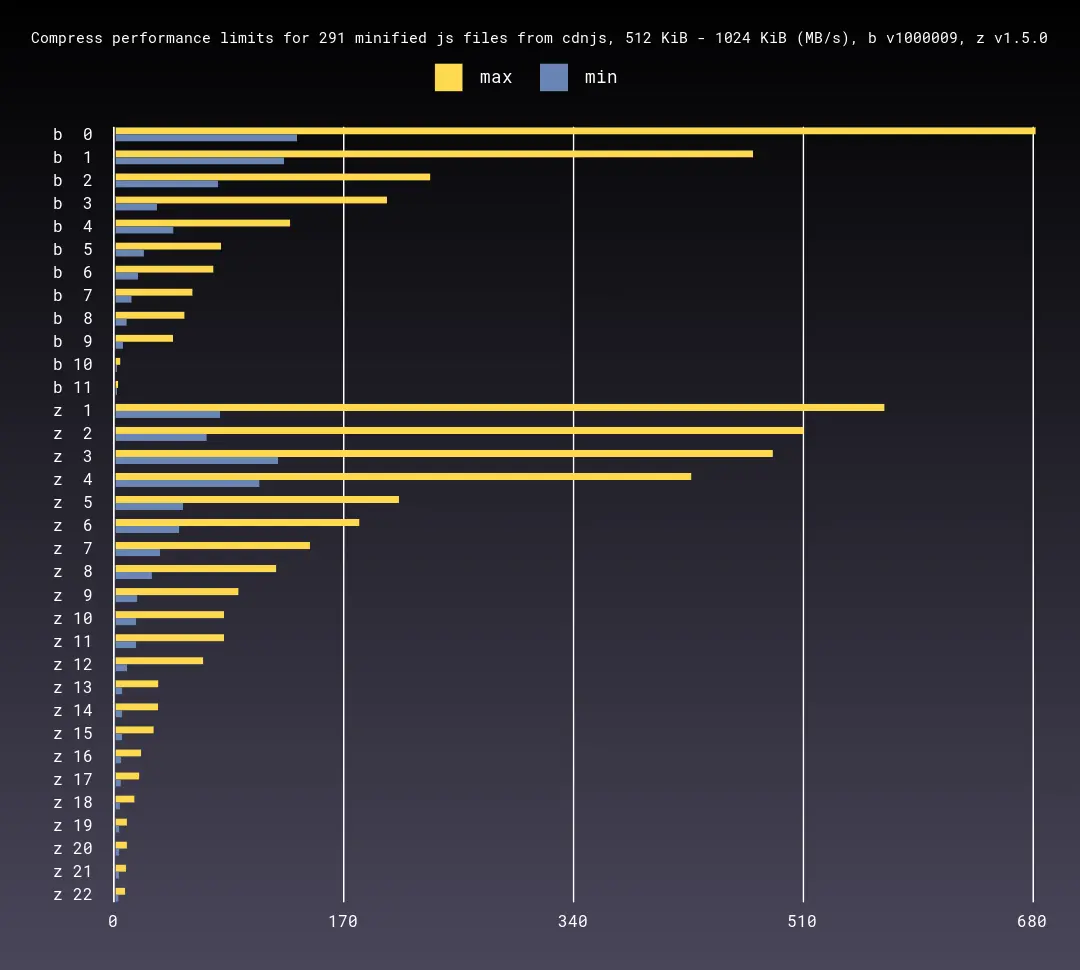 Compress performance limits for 291 minified js files from cdnjs, 512 KiB - 1024 KiB (MB/s), b v1000009, z v1.5.0
max min
b 0
b 1
b 2
b 3
b 4
b 5
b 6
b 7
b 8
b 9
b 10
b 11
z 1
z 2
z 3
z 4
z 5
z 6
z 7
z 8
z 9
z 10
z 11
z 12
z 13
z 14
z 15
z 16
z 17
z 18
z 19
z 20
z 21
z 22
0 170 340 510 680